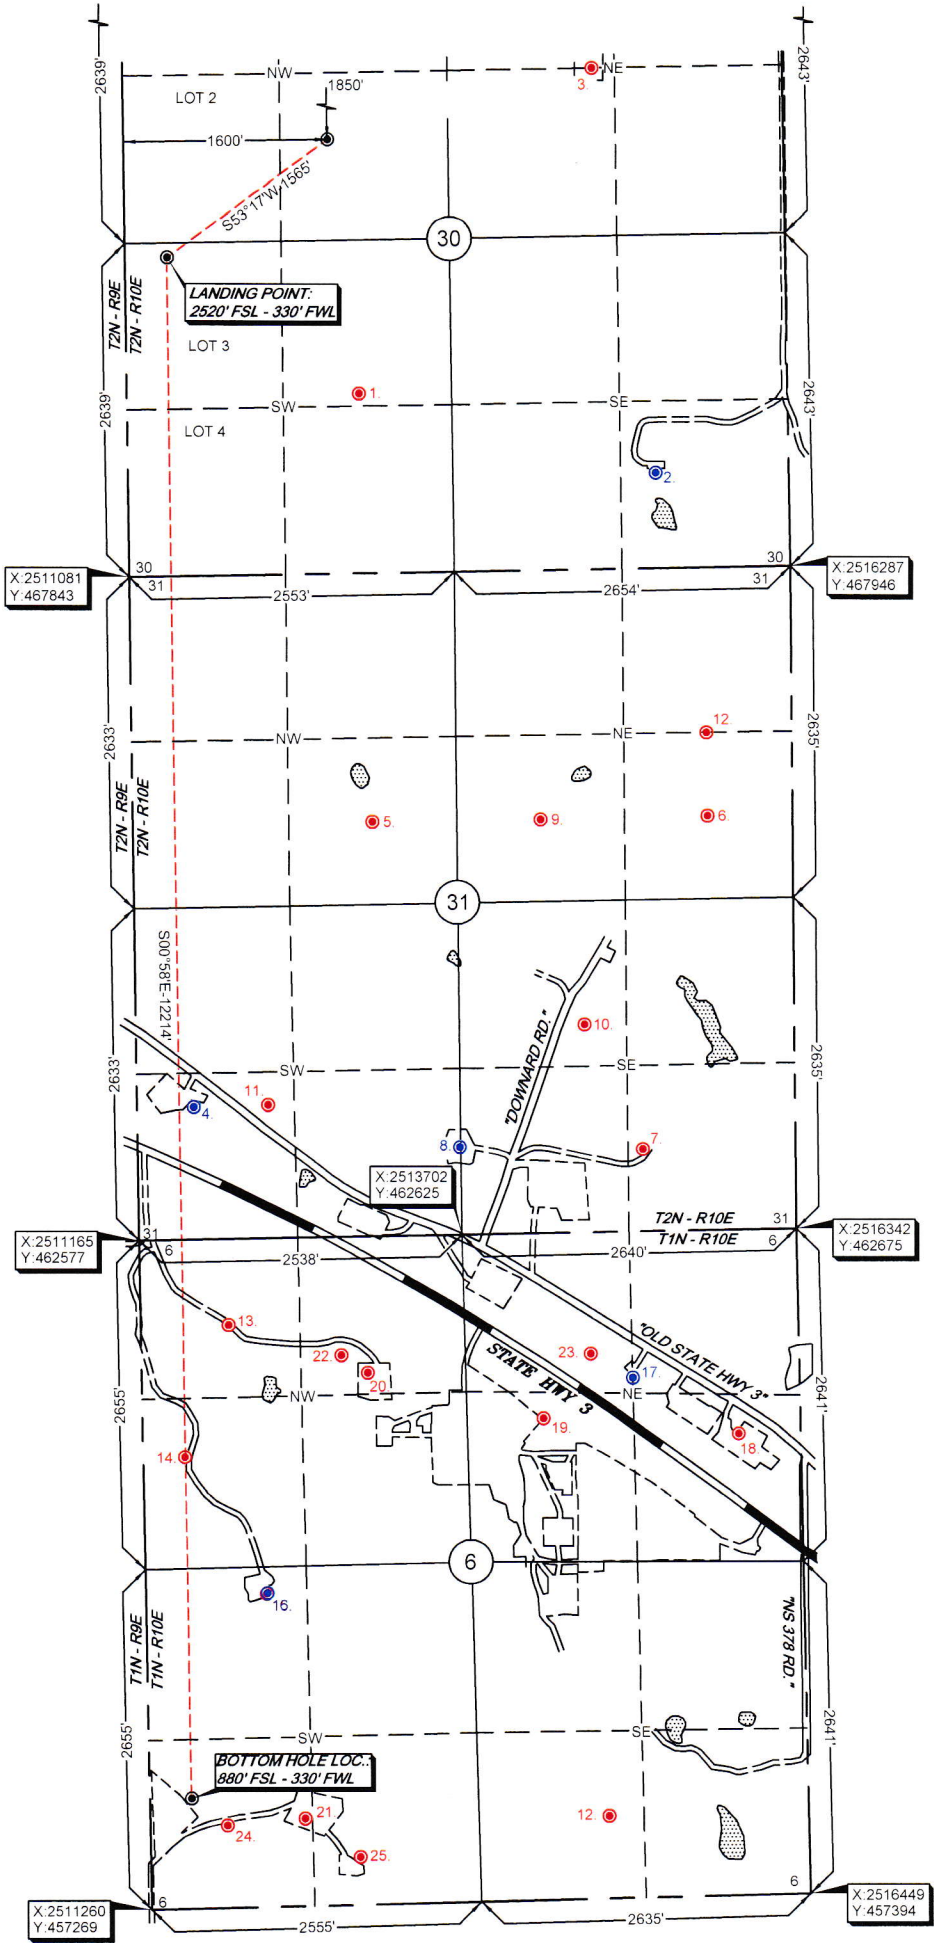 2639'
2643'
NW
NE
3.
LOT 2
1850'
1600'
S53°17'W-1565'
30
LANDING POINT:
2520' FSL - 330' FWL
T2N - R9E
T2N - R10E
LOT 3
1.
2639'
2643'
SW
SE
LOT 4
2.
X:2511081
Y:467843
30
31
30
31
X:2516287
Y:467946
2553'
2654'
12.
2633'
NW
NE
2635'
T2N - R9E
T2N - R10E
5.
9.
6.
31
S00°58'E-12214'
"DOWNARD RD."
10.
2633'
SW
SE
2635'
11.
4.
8.
7.
X:2513702
Y:462625
T2N - R10E
T1N - R10E
31
6
31
6
X:2511165
Y:462577
X:2516342
Y:462675
2538'
2640'
13.
22.
20.
23.
17.
STATE HWY 3
"OLD STATE HWY 3"
2655'
NW
NE
2641'
19.
18.
14.
6
16.
"NS 378 RD."
T1N - R9E
T1N - R10E
2655'
SW
SE
2641'
BOTTOM HOLE LOC.:
880' FSL - 330' FWL
21.
24.
12.
25.
6
6
X:2511260
Y:457269
X:2516449
Y:457394
2555'
2635'